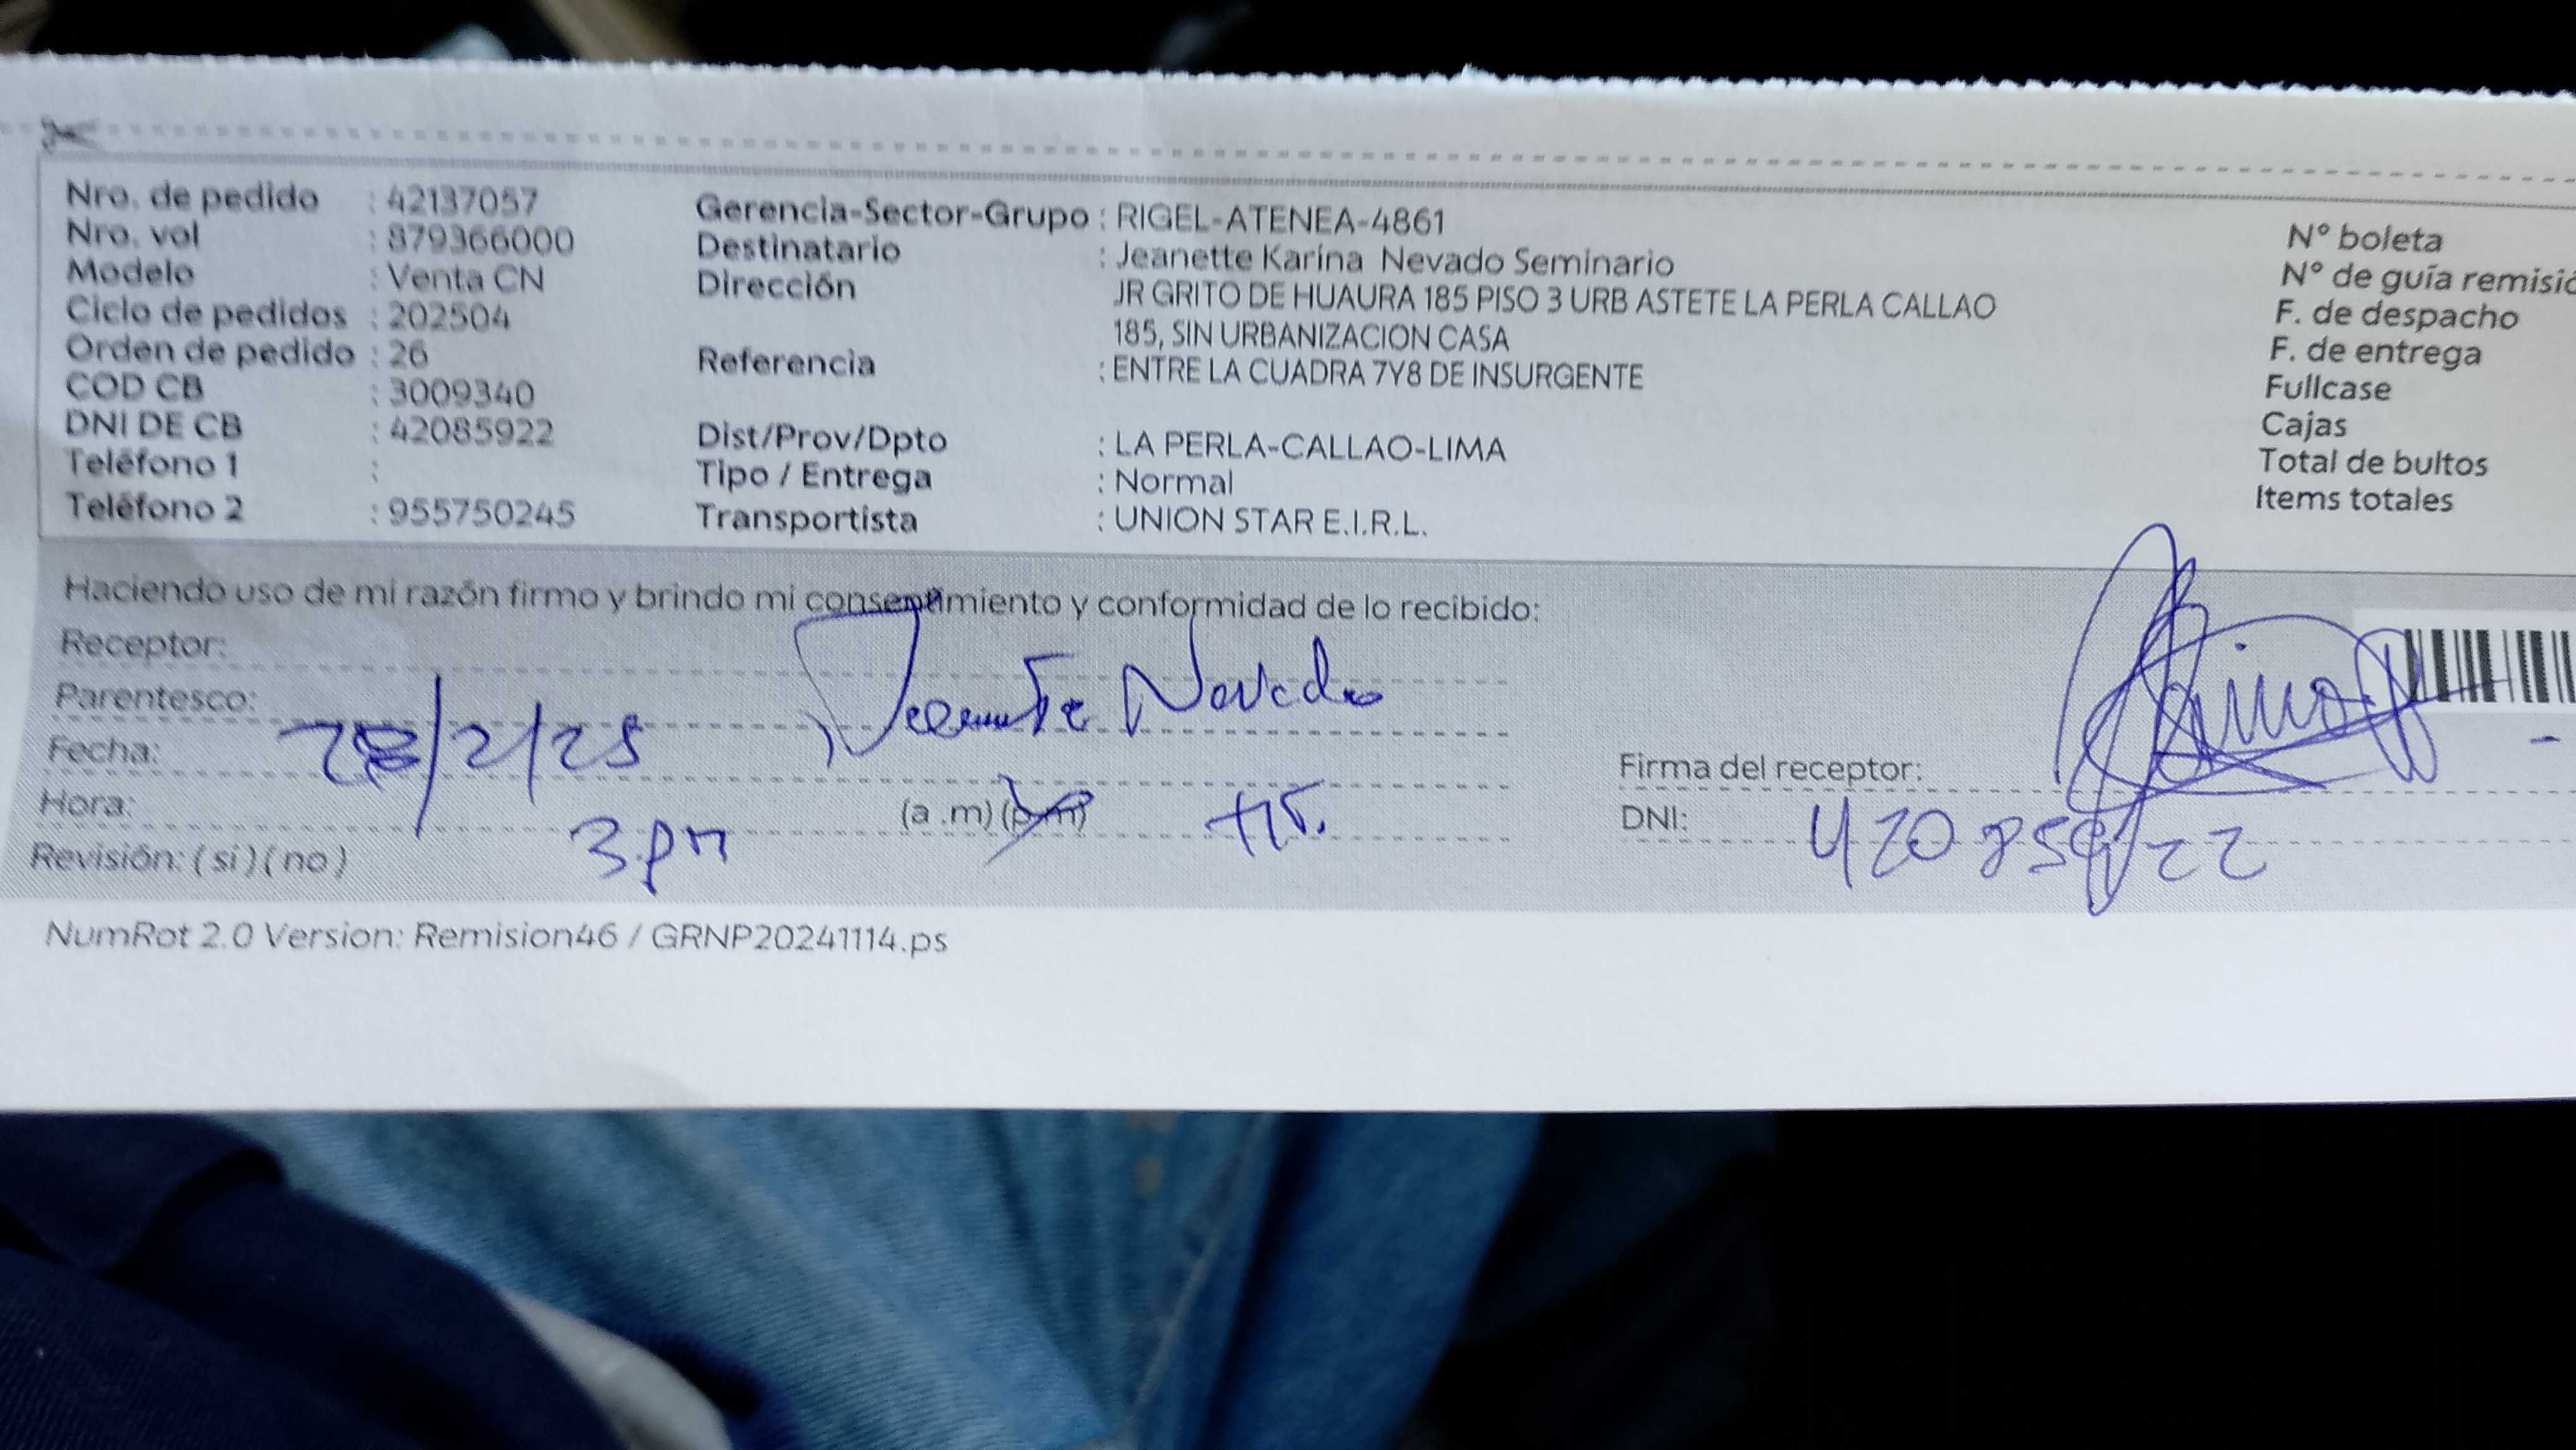 Nro. de pedido : 42137057
Nro. vol : 879366000
Modelo : Venta CN
Ciclo de pedidos : 202504
Orden de pedido : 26
COD CB : 3009340
DNI DE CB : 42085922
Teléfono 1 :
Teléfono 2 : 955750245
Gerencia-Sector-Grupo : RIGEL-ATENEA-4861
Destinatario : Jeanette Karina Nevado Seminario
Dirección JR GRITO DE HUAURA 185 PISO 3 URB ASTETE LA PERLA CALLAO
185, SIN URBANIZACION CASA
Referencia : ENTRE LA CUADRA 7Y8 DE INSURGENTE
Dist/Prov/Dpto : LA PERLA-CALLAO-LIMA
Tipo / Entrega : Normal
Transportista : UNION STAR E.I.R.L.
N° boleta
N° de guía remisió
F. de despacho
F. de entrega
Fullcase
Cajas
Total de bultos
Items totales
Haciendo uso de mi razón firmo y brindo mi consentimiento y conformidad de lo recibido:
Receptor:
Parentesco: Nevado
Fecha: /2/25
Hora: 3 pm (a .m) (p.m)
Revisión: ( si ) ( no )
Firma del receptor:
DNI: 42085922
NumRot 2.0 Version: Remision46 / GRNP20241114.ps